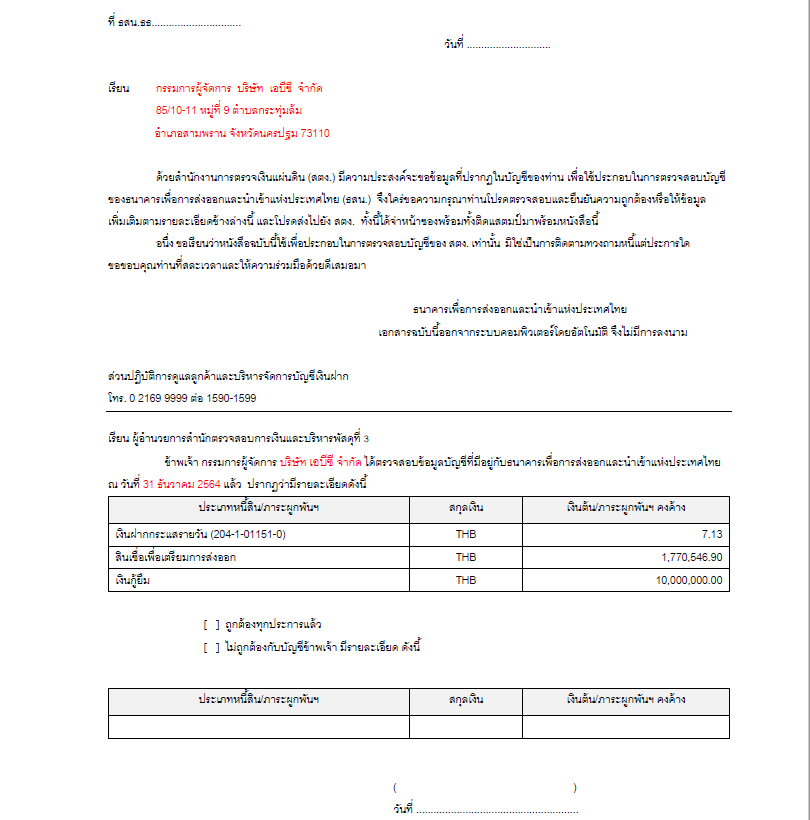 ที่ ธสน.ธธ...............................
วันที่ .............................
เรียน กรรมการผู้จัดการ บริษัท เอบีซี จำกัด
85/10-11 หมู่ที่ 9 ตำบลกระทุ่มล้ม
อำเภอสามพราน จังหวัดนครปฐม 73110
ด้วยสำนักงานการตรวจเงินแผ่นดิน (สตง.) มีความประสงค์จะขอข้อมูลที่ปรากฏในบัญชีของท่าน เพื่อใช้ประกอบในการตรวจสอบบัญชี
ของธนาคารเพื่อการส่งออกและนำเข้าแห่งประเทศไทย (ธสน.) จึงใคร่ขอความกรุณาท่านโปรดตรวจสอบและยืนยันความถูกต้องหรือให้ข้อมูล
เพิ่มเติมตามรายละเอียดข้างล่างนี้ และโปรดส่งไปยัง สตง. ทั้งนี้ได้จ่าหน้าซองพร้อมทั้งติดแสตมป์มาพร้อมหนังสือนี้
อนึ่ง ขอเรียนว่าหนังสือฉบับนี้ใช้เพื่อประกอบในการตรวจสอบบัญชีของ สตง. เท่านั้น มิใช่เป็นการติดตามทวงถามหนี้แต่ประการใด
ขอขอบคุณท่านที่สละเวลาและให้ความร่วมมือด้วยดีเสมอมา
ธนาคารเพื่อการส่งออกและนำเข้าแห่งประเทศไทย
เอกสารฉบับนี้ออกจากระบบคอมพิวเตอร์โดยอัตโนมัติ จึงไม่มีการลงนาม
ส่วนปฏิบัติการดูแลลูกค้าและบริหารจัดการบัญชีเงินฝาก
โทร. 0 2169 9999 ต่อ 1590-1599
เรียน ผู้อำนวยการสำนักตรวจสอบการเงินและบริหารพัสดุที่ 3
ข้าพเจ้า กรรมการผู้จัดการ บริษัท เอบีซี จำกัด ได้ตรวจสอบข้อมูลบัญชีที่มีอยู่กับธนาคารเพื่อการส่งออกและนำเข้าแห่งประเทศไทย
ณ วันที่ 31 ธันวาคม 2564 แล้ว ปรากฏว่ามีรายละเอียดดังนี้
ประเภทหนี้สิน/ภาระผูกพันฯ สกุลเงิน เงินต้น/ภาระผูกพันฯ คงค้าง
เงินฝากกระแสรายวัน (204-1-01151-0) THB 7.13
สินเชื่อเพื่อเตรียมการส่งออก THB 1,770,546.90
เงินกู้ยืม THB 10,000,000.00
[ ] ถูกต้องทุกประการแล้ว
[ ] ไม่ถูกต้องกับบัญชีข้าพเจ้า มีรายละเอียด ดังนี้
ประเภทหนี้สิน/ภาระผูกพันฯ สกุลเงิน เงินต้น/ภาระผูกพันฯ คงค้าง
( )
วันที่ ........................................................